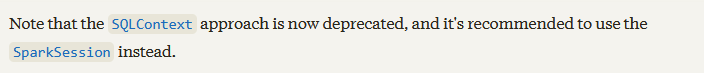 Note that the SQLContext approach is now deprecated, and it's recommended to use the
SparkSession instead.